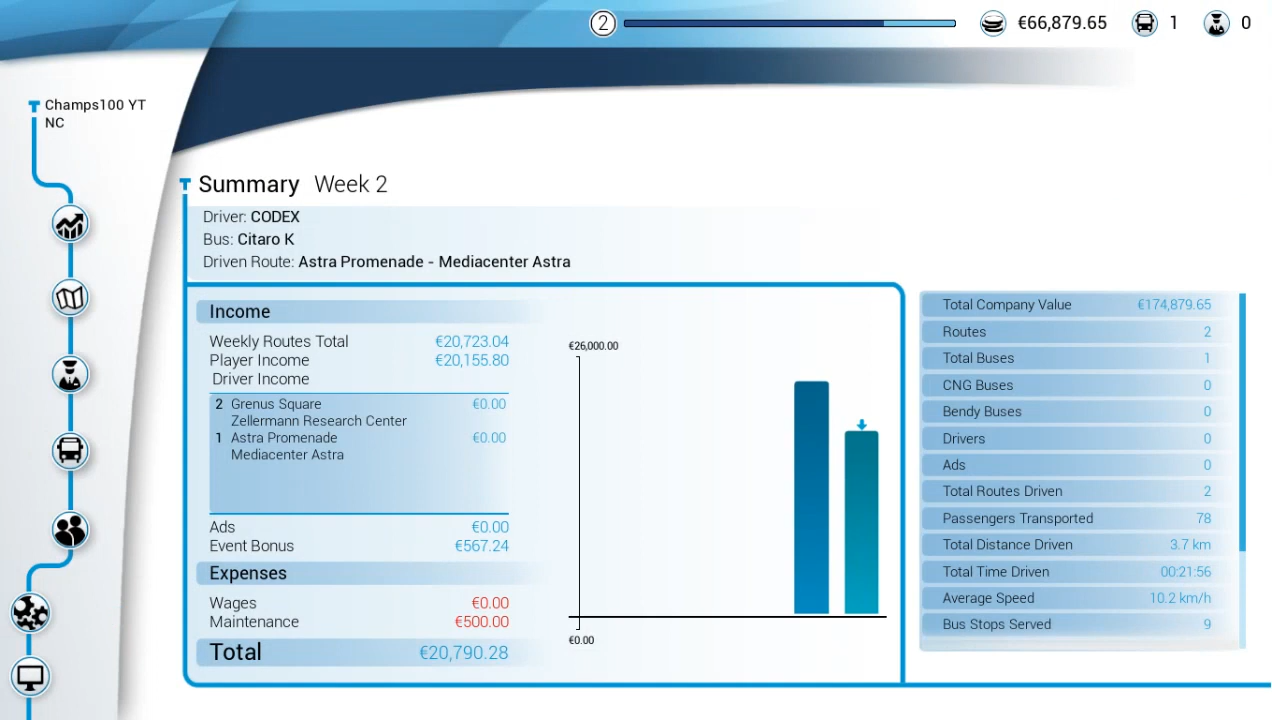 2
€66,879.65
1
0
Champs100 YT
NC
Summary Week 2
Driver: CODEX
Bus: Citaro K
Driven Route: Astra Promenade - Mediacenter Astra
Income
Weekly Routes Total €20,723.04
Player Income €20,155.80
Driver Income
2 Grenus Square €0.00
Zellermann Research Center
1 Astra Promenade €0.00
Mediacenter Astra
Ads €0.00
Event Bonus €567.24
Expenses
Wages €0.00
Maintenance €500.00
Total €20,790.28
€26,000.00
€0.00
Total Company Value €174,879.65
Routes 2
Total Buses 1
CNG Buses 0
Bendy Buses 0
Drivers 0
Ads 0
Total Routes Driven 2
Passengers Transported 78
Total Distance Driven 3.7 km
Total Time Driven 00:21:56
Average Speed 10.2 km/h
Bus Stops Served 9